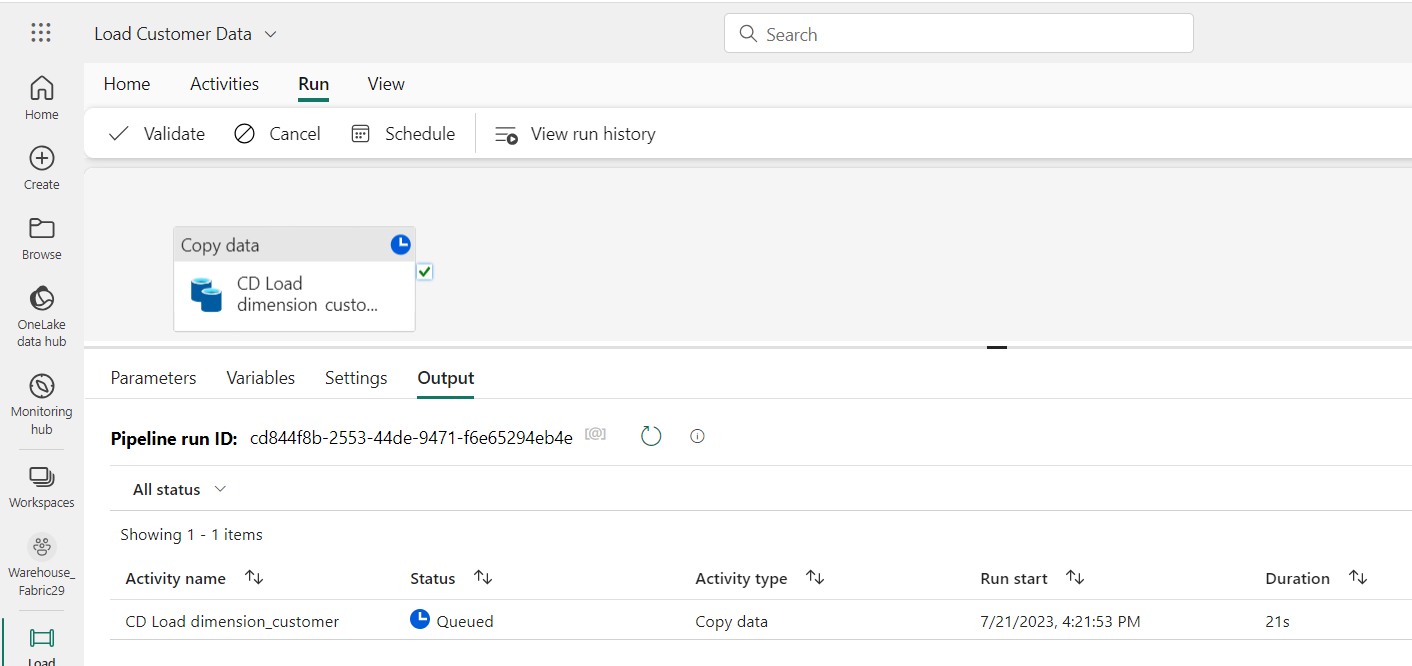 Load Customer Data
Search
Home
Activities
Run
View
Validate
Cancel
Schedule
View run history
Home
Create
Browse
OneLake
data hub
Monitoring
hub
Workspaces
Warehouse_
Fabric29
Load
Copy data
CD Load
dimension_custo...
Parameters
Variables
Settings
Output
Pipeline run ID: cd844f8b-2553-44de-9471-f6e65294eb4e [@]
All status
Showing 1 - 1 items
Activity name
Status
Activity type
Run start
Duration
CD Load dimension_customer
Queued
Copy data
7/21/2023, 4:21:53 PM
21s